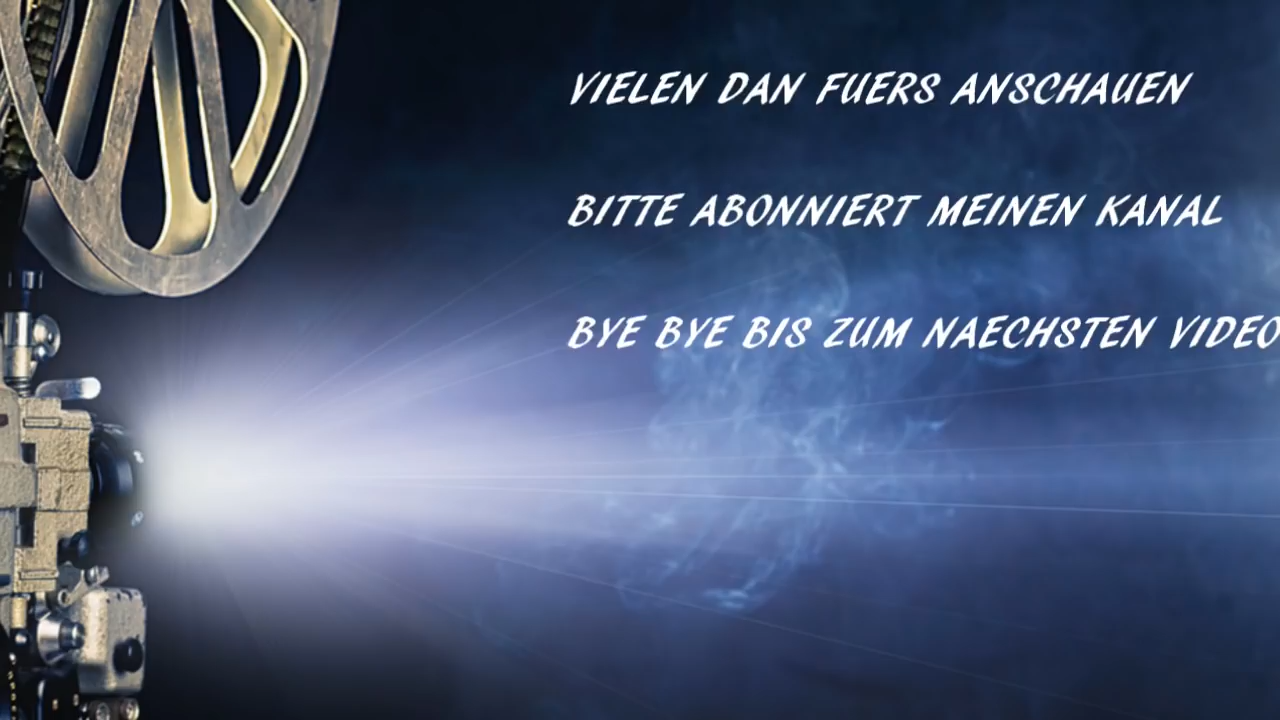 VIELEN DAN FUERS ANSCHAUEN
BITTE ABONNIERT MEINEN KANAL
BYE BYE BIS ZUM NAECHSTEN VIDEO